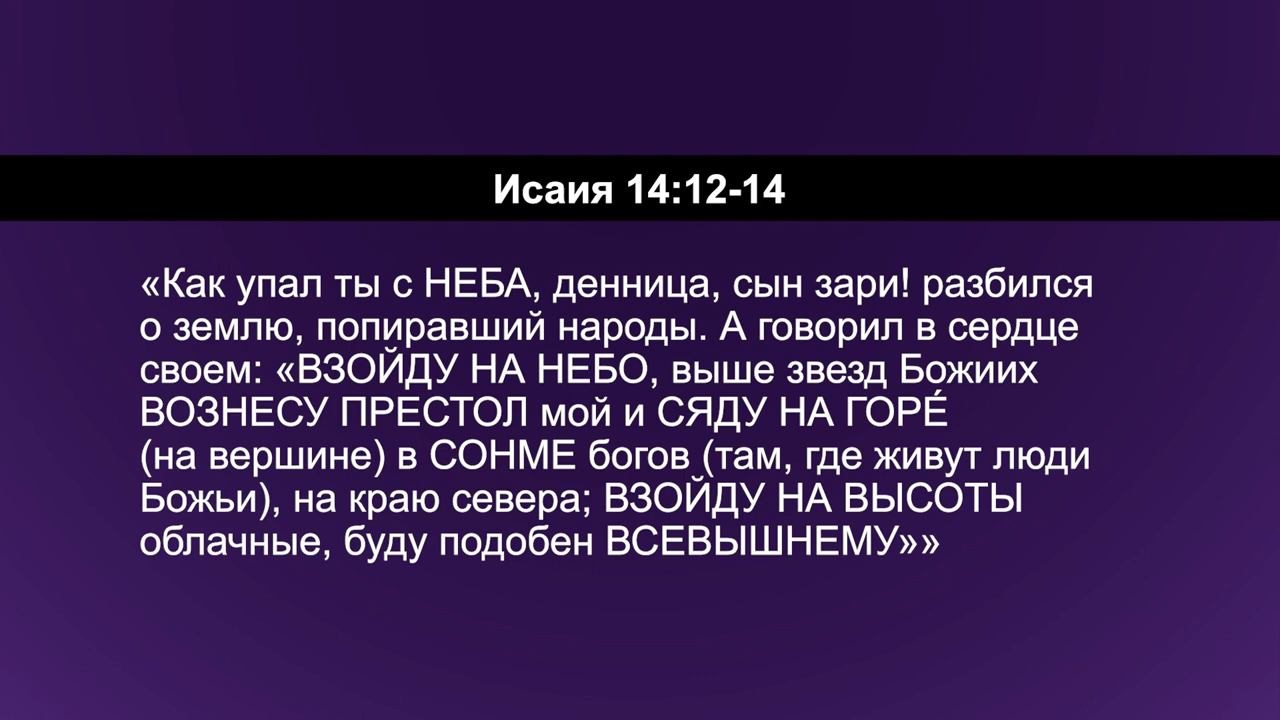 Исаия 14:12-14
«Как упал ты с НЕБА, денница, сын зари! разбился
о землю, попиравший народы. А говорил в сердце
своем: «ВЗОЙДУ НА НЕБО, выше звезд Божиих
ВОЗНЕСУ ПРЕСТОЛ мой и СЯДУ НА ГОРЕ́
(на вершине) в СОНМЕ богов (там, где живут люди
Божьи), на краю севера; ВЗОЙДУ НА ВЫСОТЫ
облачные, буду подобен ВСЕВЫШНЕМУ»»